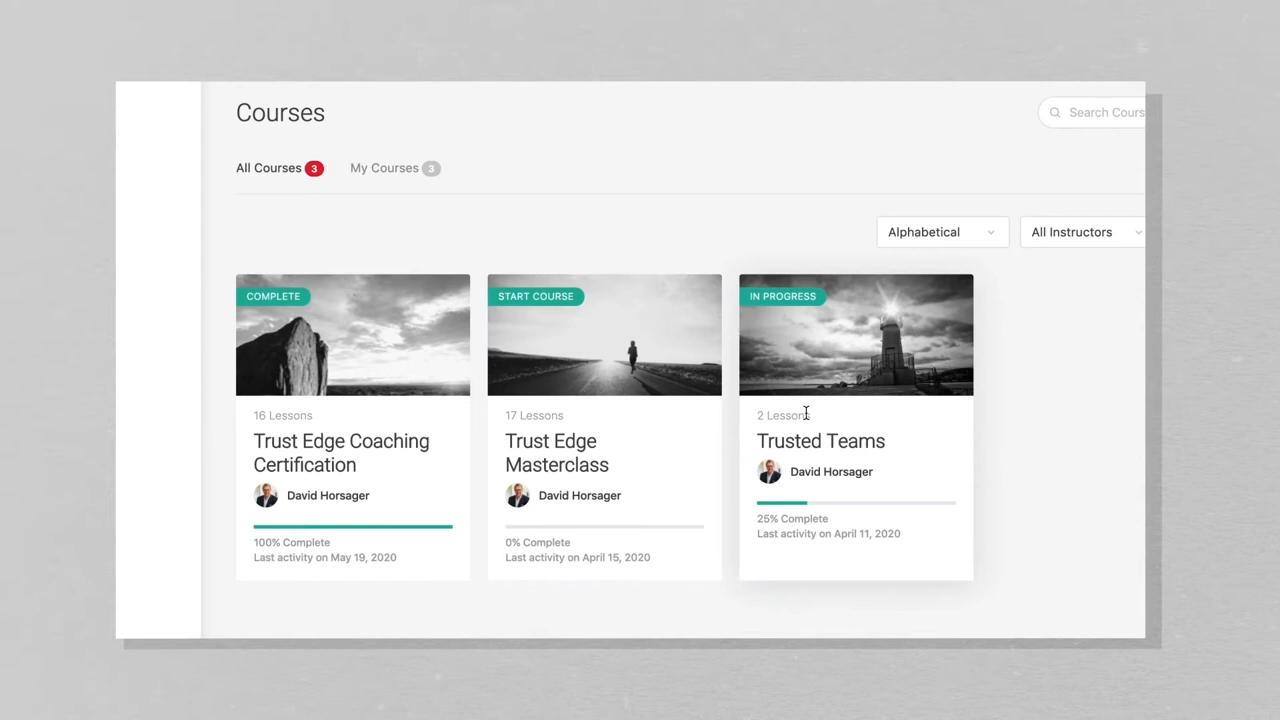 Courses
Search Cours
All Courses 3
My Courses 3
Alphabetical
All Instructors
COMPLETE
16 Lessons
Trust Edge Coaching
Certification
David Horsager
100% Complete
Last activity on May 19, 2020
START COURSE
17 Lessons
Trust Edge
Masterclass
David Horsager
0% Complete
Last activity on April 15, 2020
IN PROGRESS
2 Lessons
Trusted Teams
David Horsager
25% Complete
Last activity on April 11, 2020